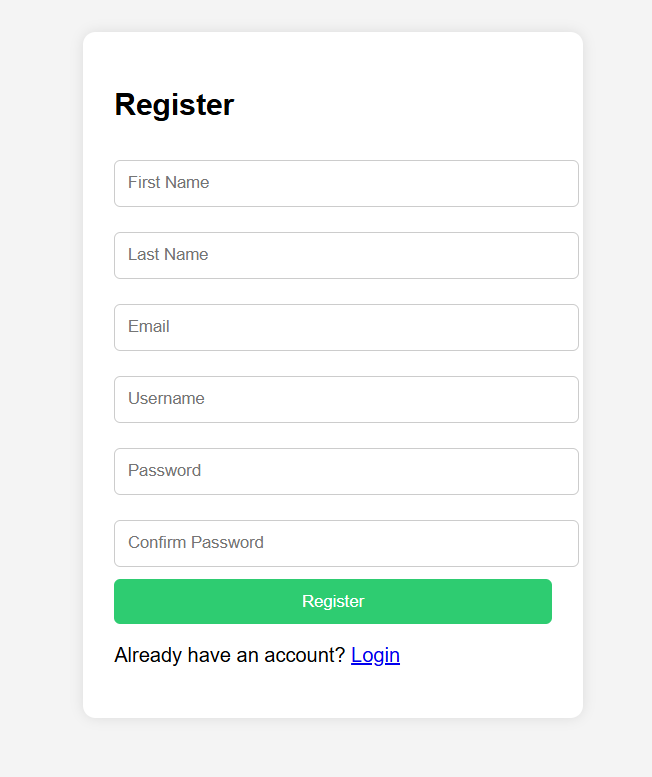 Register
First Name
Last Name
Email
Username
Password
Confirm Password
Register
Already have an account? Login